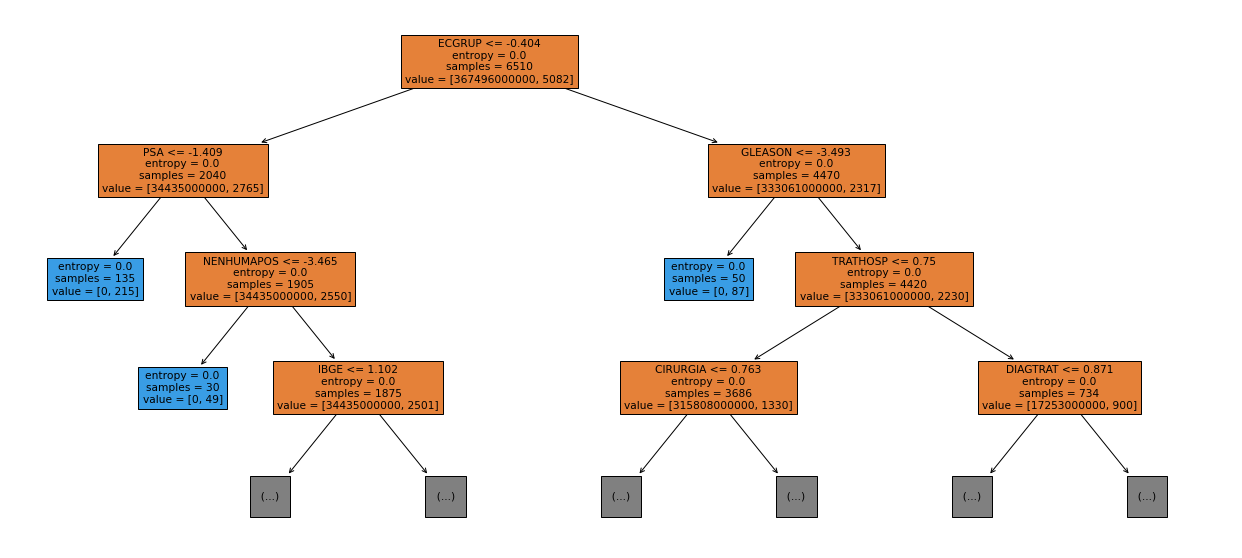 ECGRUP <= -0.404
entropy = 0.0
samples = 6510
value = [367496000000, 5082]
PSA <= -1.409
entropy = 0.0
samples = 2040
value = [34435000000, 2765]
GLEASON <= -3.493
entropy = 0.0
samples = 4470
value = [333061000000, 2317]
entropy = 0.0
samples = 135
value = [0, 215]
NENHUMAPOS <= -3.465
entropy = 0.0
samples = 1905
value = [34435000000, 2550]
entropy = 0.0
samples = 50
value = [0, 87]
TRATHOSP <= 0.75
entropy = 0.0
samples = 4420
value = [333061000000, 2230]
entropy = 0.0
samples = 30
value = [0, 49]
IBGE <= 1.102
entropy = 0.0
samples = 1875
value = [34435000000, 2501]
CIRURGIA <= 0.763
entropy = 0.0
samples = 3686
value = [315808000000, 1330]
DIAGTRAT <= 0.871
entropy = 0.0
samples = 734
value = [17253000000, 900]
(...)
(...)
(...)
(...)
(...)
(...)